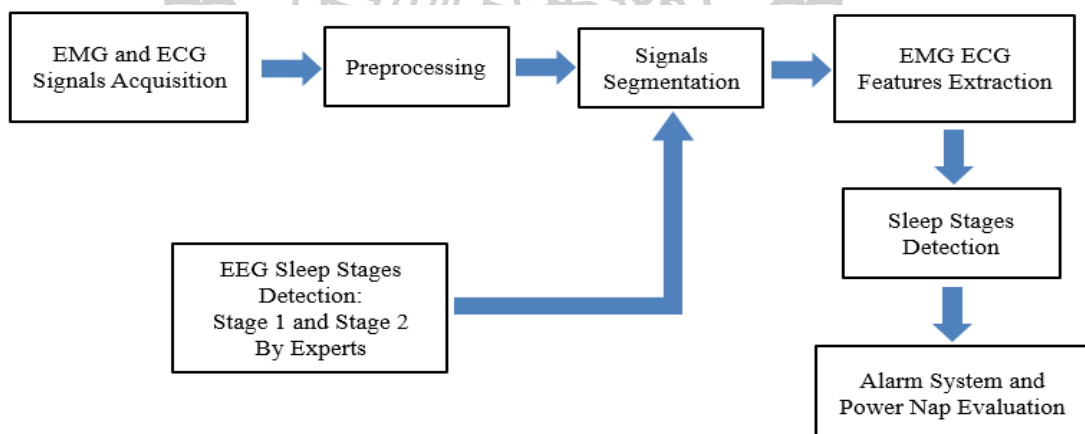 EMG and ECG
Signals Acquisition
Preprocessing
Signals
Segmentation
EMG ECG
Features Extraction
Sleep Stages
Detection
EEG Sleep Stages
Detection:
Stage 1 and Stage 2
By Experts
Alarm System and
Power Nap Evaluation